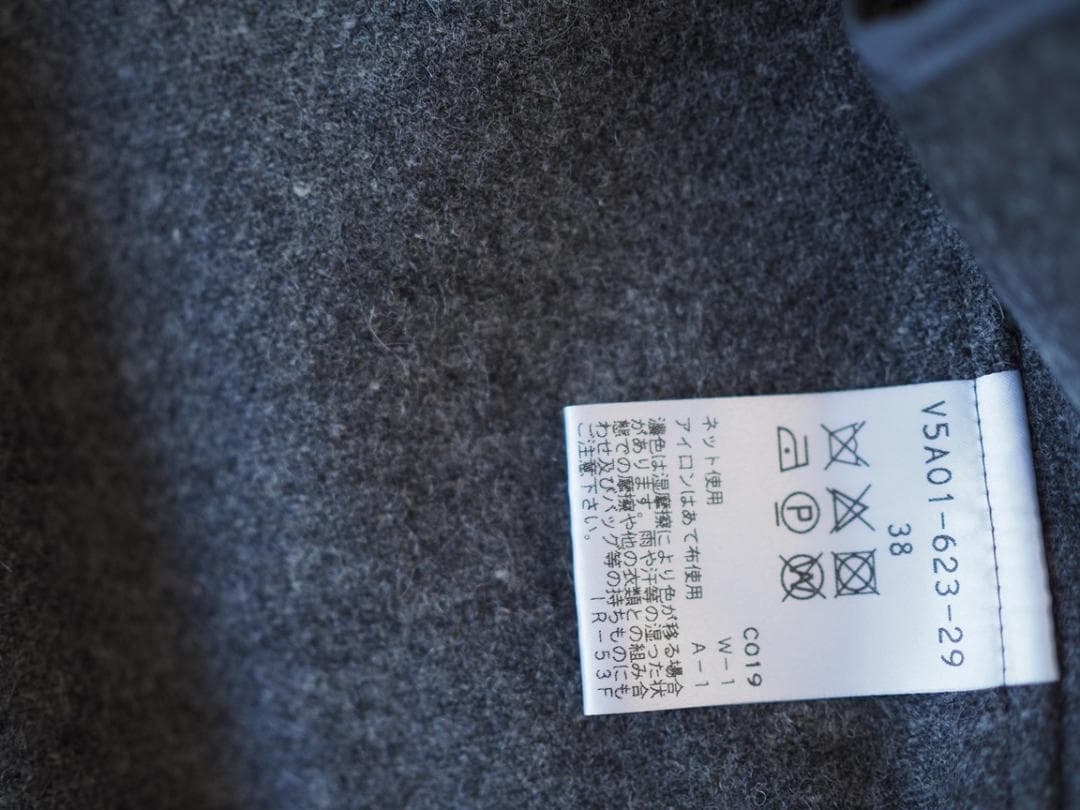 V5A01-623-29
38
C019
W-1
A-1
ネット使用
アイロンはあて布使用
濃色は湿摩擦により色が移る場合
があります。雨や汗等の湿った状
態での摩擦や他の衣類との組み合
わせ及びバッグ等の持ちものにも
ご注意下さい。
IR-53F